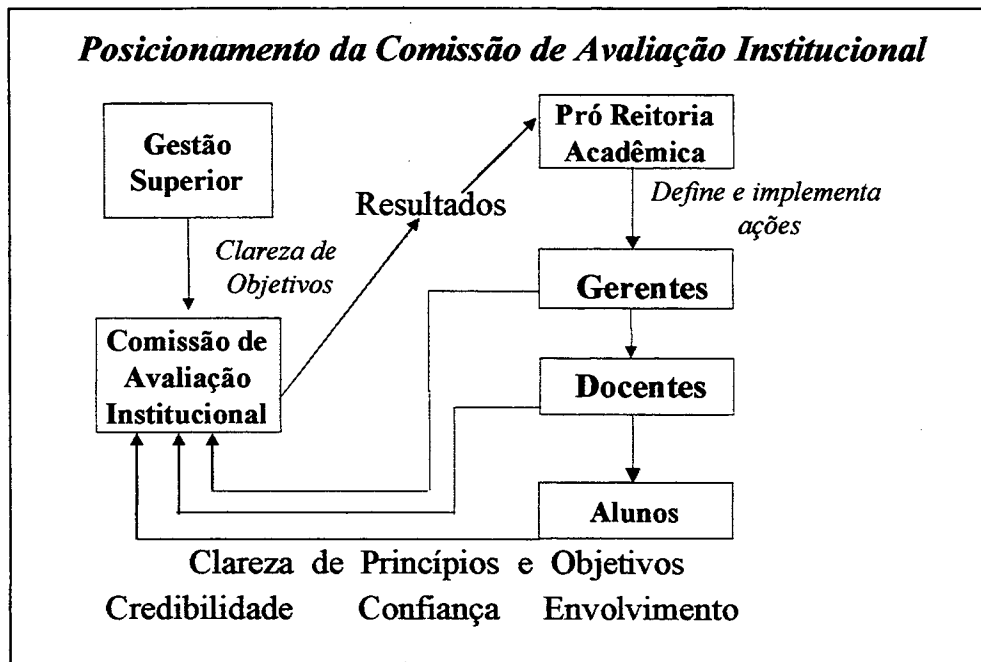 Posicionamento da Comissão de Avaliação Institucional
Gestão
Superior
Pró Reitoria
Acadêmica
Resultados
Define e implementa
ações
Clareza de
Objetivos
Gerentes
Comissão de
Avaliação
Institucional
Docentes
Alunos
Clareza de Princípios e Objetivos
Credibilidade Confiança Envolvimento